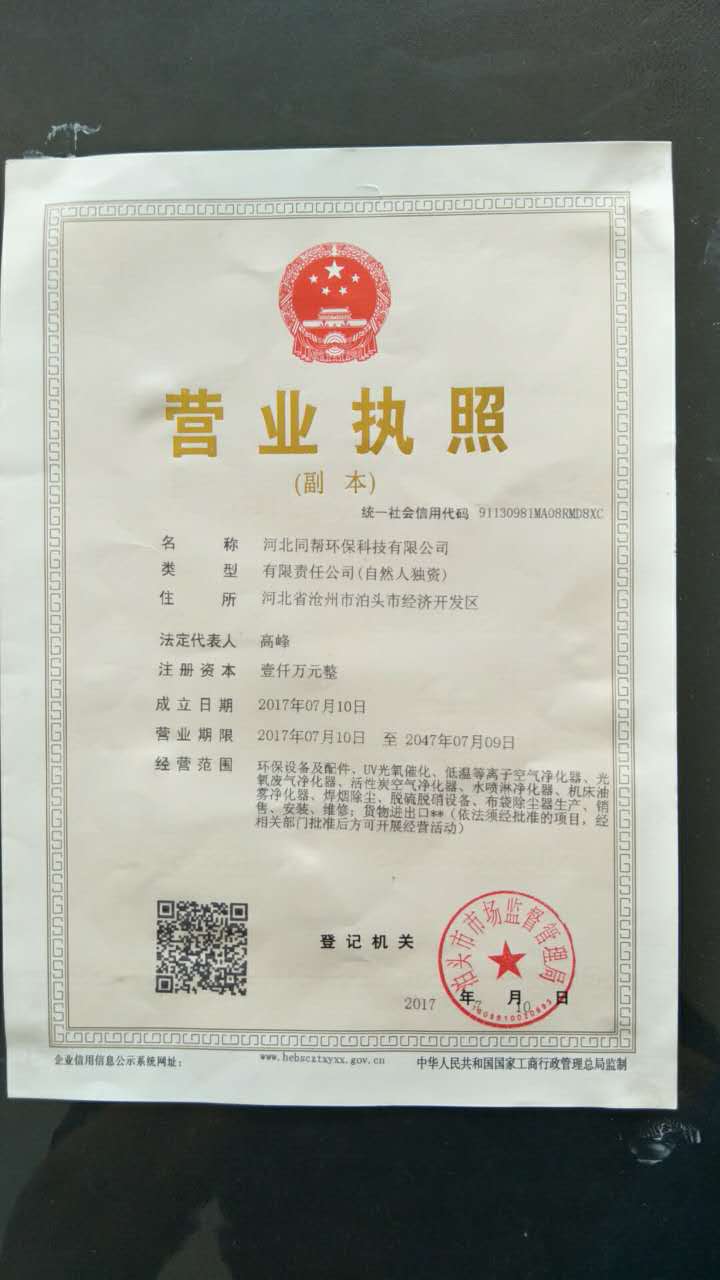 营业执照
(副 本)
统一社会信用代码 91130981MA08RMD8XC
名 称 河北同帮环保科技有限公司
类 型 有限责任公司(自然人独资)
住 所 河北省沧州市泊头市经济开发区
法定代表人 高峰
注册资本 壹仟万元整
成立日期 2017年07月10日
营业期限 2017年07月10日 至 2047年07月09日
经营范围 环保设备及配件、UV光氧催化、低温等离子空气净化器、光
氧废气净化器、活性炭空气净化器、水喷淋净化器、机床油
雾净化器、焊烟除尘、脱硫脱硝设备、布袋除尘器生产、销
售、安装、维修；货物进出口**（依法须经批准的项目，经
相关部门批准后方可开展经营活动）
登记机关
泊头市市场监督管理局
2017 年 7 月 10 日
企业信用信息公示系统网址： www.hebscztxyxx.gov.cn 中华人民共和国国家工商行政管理总局监制